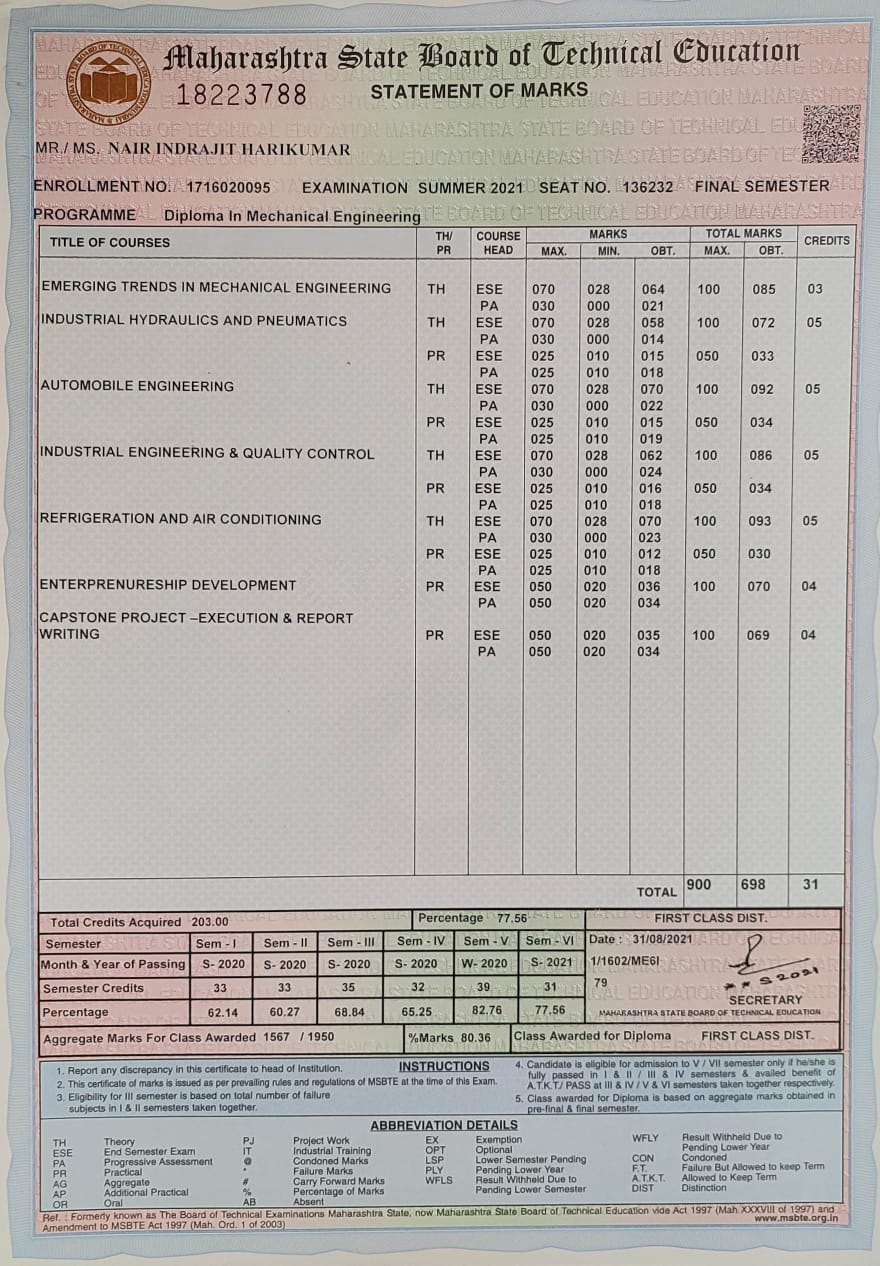 Maharashtra State Board of Technical Education
18223788 STATEMENT OF MARKS
MR./ MS. NAIR INDRAJIT HARIKUMAR
ENROLLMENT NO. 1716020095 EXAMINATION SUMMER 2021 SEAT NO. 136232 FINAL SEMESTER
PROGRAMME Diploma In Mechanical Engineering
TITLE OF COURSES TH/ PR COURSE HEAD MARKS TOTAL MARKS CREDITS
MAX. MIN. OBT. MAX. OBT.
EMERGING TRENDS IN MECHANICAL ENGINEERING TH ESE 070 028 064 100 085 03
PA 030 000 021
INDUSTRIAL HYDRAULICS AND PNEUMATICS TH ESE 070 028 058 100 072 05
PA 030 000 014
PR ESE 025 010 015 050 033
PA 025 010 018
AUTOMOBILE ENGINEERING TH ESE 070 028 070 100 092 05
PA 030 000 022
PR ESE 025 010 015 050 034
PA 025 010 019
INDUSTRIAL ENGINEERING & QUALITY CONTROL TH ESE 070 028 062 100 086 05
PA 030 000 024
PR ESE 025 010 016 050 034
PA 025 010 018
REFRIGERATION AND AIR CONDITIONING TH ESE 070 028 070 100 093 05
PA 030 000 023
PR ESE 025 010 012 050 030
PA 025 010 018
ENTERPRENURESHIP DEVELOPMENT PR ESE 050 020 036 100 070 04
PA 050 020 034
CAPSTONE PROJECT –EXECUTION & REPORT
WRITING PR ESE 050 020 035 100 069 04
PA 050 020 034
TOTAL 900 698 31
Total Credits Acquired 203.00 Percentage 77.56 FIRST CLASS DIST.
Semester Sem - I Sem - II Sem - III Sem - IV Sem - V Sem - VI Date : 31/08/2021
Month & Year of Passing S- 2020 S- 2020 S- 2020 S- 2020 W- 2020 S- 2021 1/1602/ME6I
Semester Credits 33 33 35 32 39 31 79
** S 2021
SECRETARY
Percentage 62.14 60.27 68.84 65.25 82.76 77.56 MAHARASHTRA STATE BOARD OF TECHNICAL EDUCATION
Aggregate Marks For Class Awarded 1567 / 1950 %Marks 80.36 Class Awarded for Diploma FIRST CLASS DIST.
INSTRUCTIONS
1. Report any discrepancy in this certificate to head of Institution.
2. This certificate of marks is issued as per prevailing rules and regulations of MSBTE at the time of this Exam.
3. Eligibility for III semester is based on total number of failure
subjects in I & II semesters taken together.
4. Candidate is eligible for admission to V / VII semester only if he/she is
fully passed in I & II / III & IV semesters & availed benefit of
A.T.K.T./ PASS at III & IV / V & VI semesters taken together respectively.
5. Class awarded for Diploma is based on aggregate marks obtained in
pre-final & final semester.
ABBREVIATION DETAILS
TH Theory
ESE End Semester Exam
PA Progressive Assessment
PR Practical
AG Aggregate
AP Additional Practical
OR Oral
PJ Project Work
IT Industrial Training
@ Condoned Marks
* Failure Marks
# Carry Forward Marks
% Percentage of Marks
AB Absent
EX Exemption
OPT Optional
LSP Lower Semester Pending
PLY Pending Lower Year
WFLS Result Withheld Due to
Pending Lower Semester
WFLY Result Withheld Due to
Pending Lower Year
CON Condoned
F.T. Failure But Allowed to keep Term
A.T.K.T. Allowed to Keep Term
DIST Distinction
Ref. : Formerly known as The Board of Technical Examinations Maharashtra State, now Maharashtra State Board of Technical Education vide Act 1997 (Mah XXXVIII of 1997) and
Amendment to MSBTE Act 1997 (Mah. Ord. 1 of 2003) www.msbte.org.in